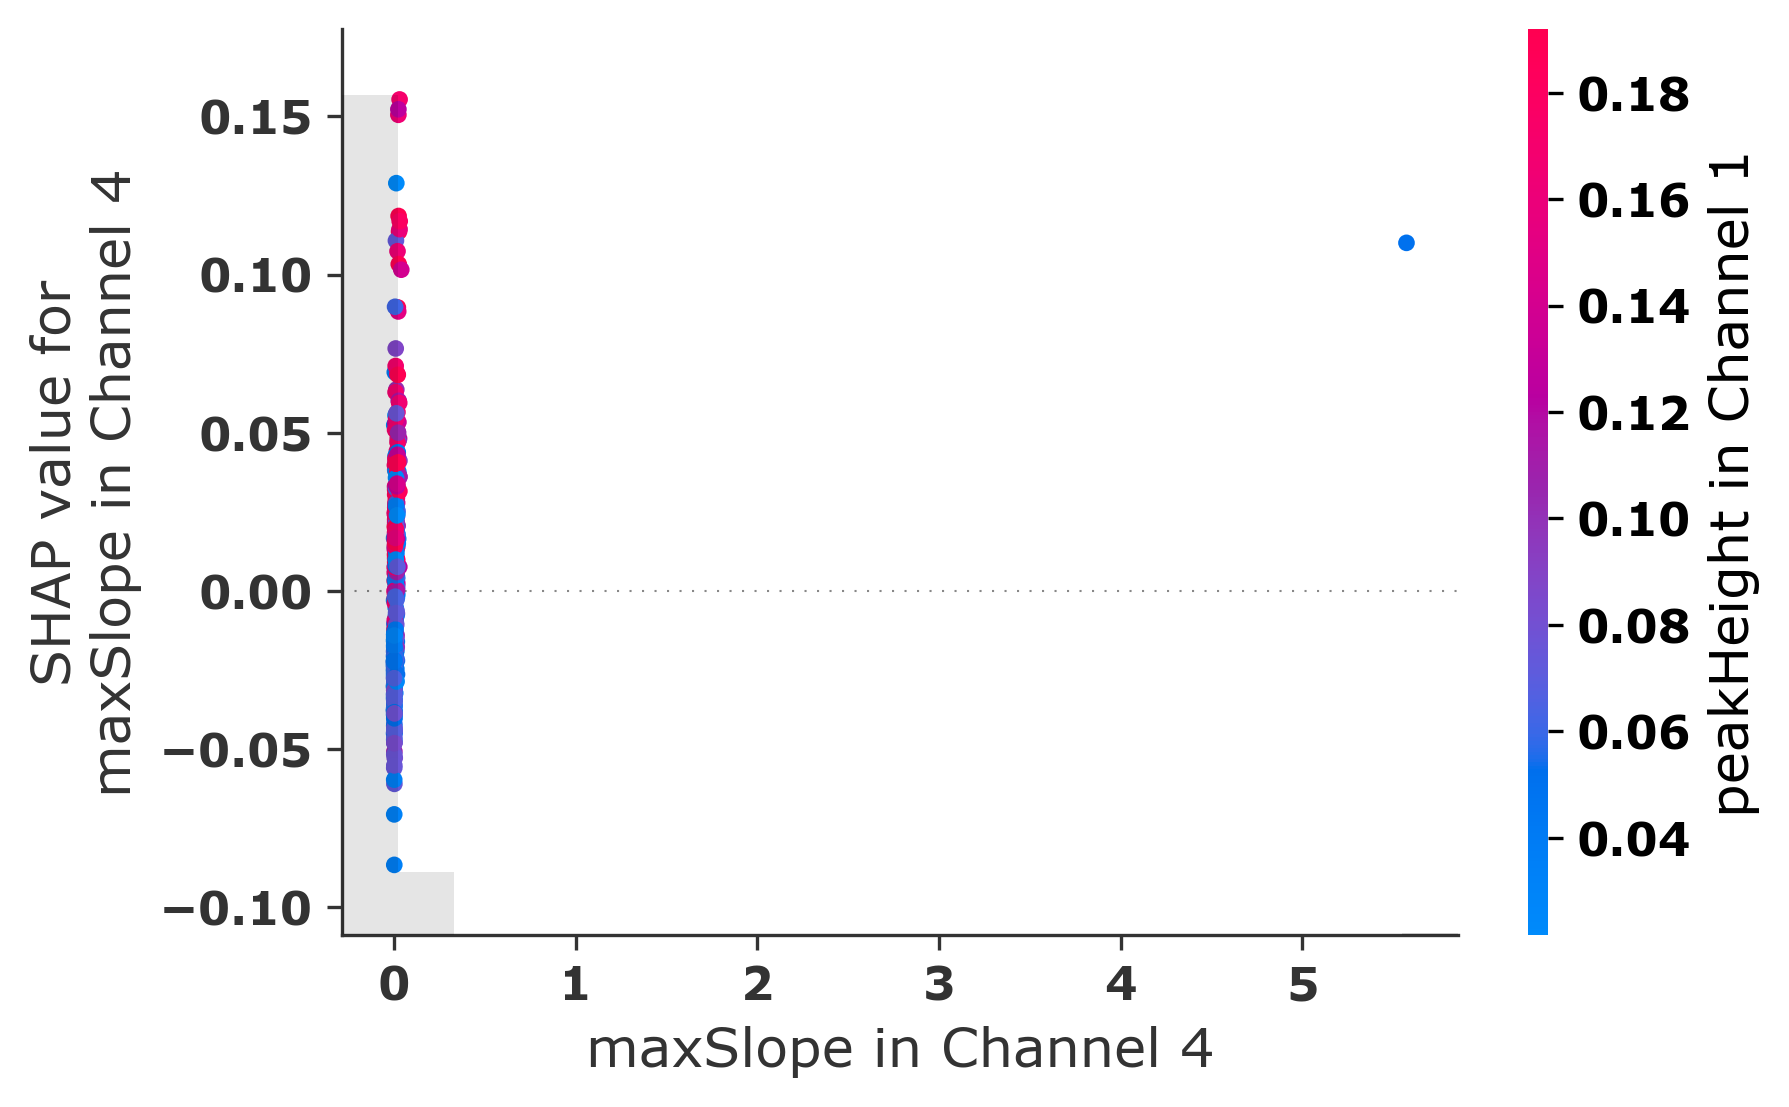 SHAP value for
maxSlope in Channel 4
0.15
0.10
0.05
0.00
−0.05
−0.10
0 1 2 3 4 5
maxSlope in Channel 4
0.18
0.16
0.14
0.12
0.10
0.08
0.06
0.04
peakHeight in Channel 1